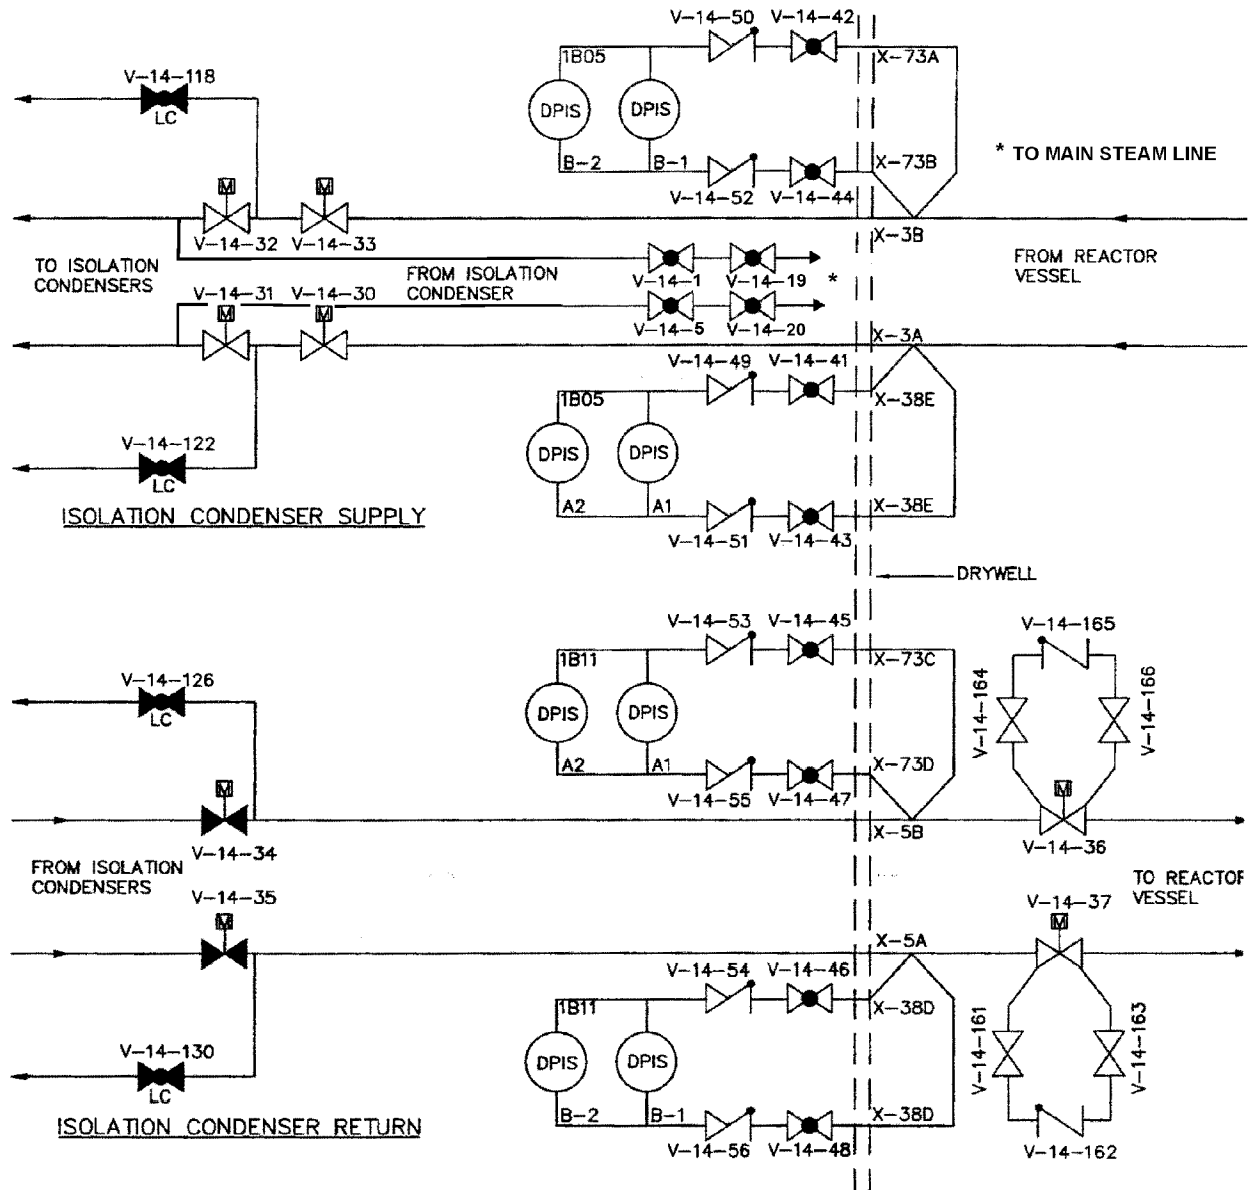 V-14-50 V-14-42
1B05
X-73A
V-14-118
LC
DPIS DPIS
B-2 B-1
X-73B
* TO MAIN STEAM LINE
V-14-52 V-14-44
M M
V-14-32 V-14-33
X-3B
TO ISOLATION
CONDENSERS
FROM ISOLATION
CONDENSER
V-14-1 V-14-19 *
FROM REACTOR
VESSEL
V-14-31 V-14-30
M M
V-14-5 V-14-20
X-3A
V-14-49 V-14-41
1B05
X-38E
V-14-122
LC
DPIS DPIS
A2 A1
X-38E
V-14-51 V-14-43
ISOLATION CONDENSER SUPPLY
DRYWELL
V-14-53 V-14-45
1B11
X-73C
V-14-165
V-14-164
V-14-166
V-14-126
LC
DPIS DPIS
A2 A1
X-73D
V-14-55 V-14-47
M
V-14-34
X-5B
M
V-14-36
FROM ISOLATION
CONDENSERS
TO REACTOR
VESSEL
V-14-35
M
V-14-37
M
X-5A
V-14-54 V-14-46
1B11
X-38D
V-14-161
V-14-163
V-14-130
LC
DPIS DPIS
B-2 B-1
X-38D
V-14-56 V-14-48
V-14-162
ISOLATION CONDENSER RETURN